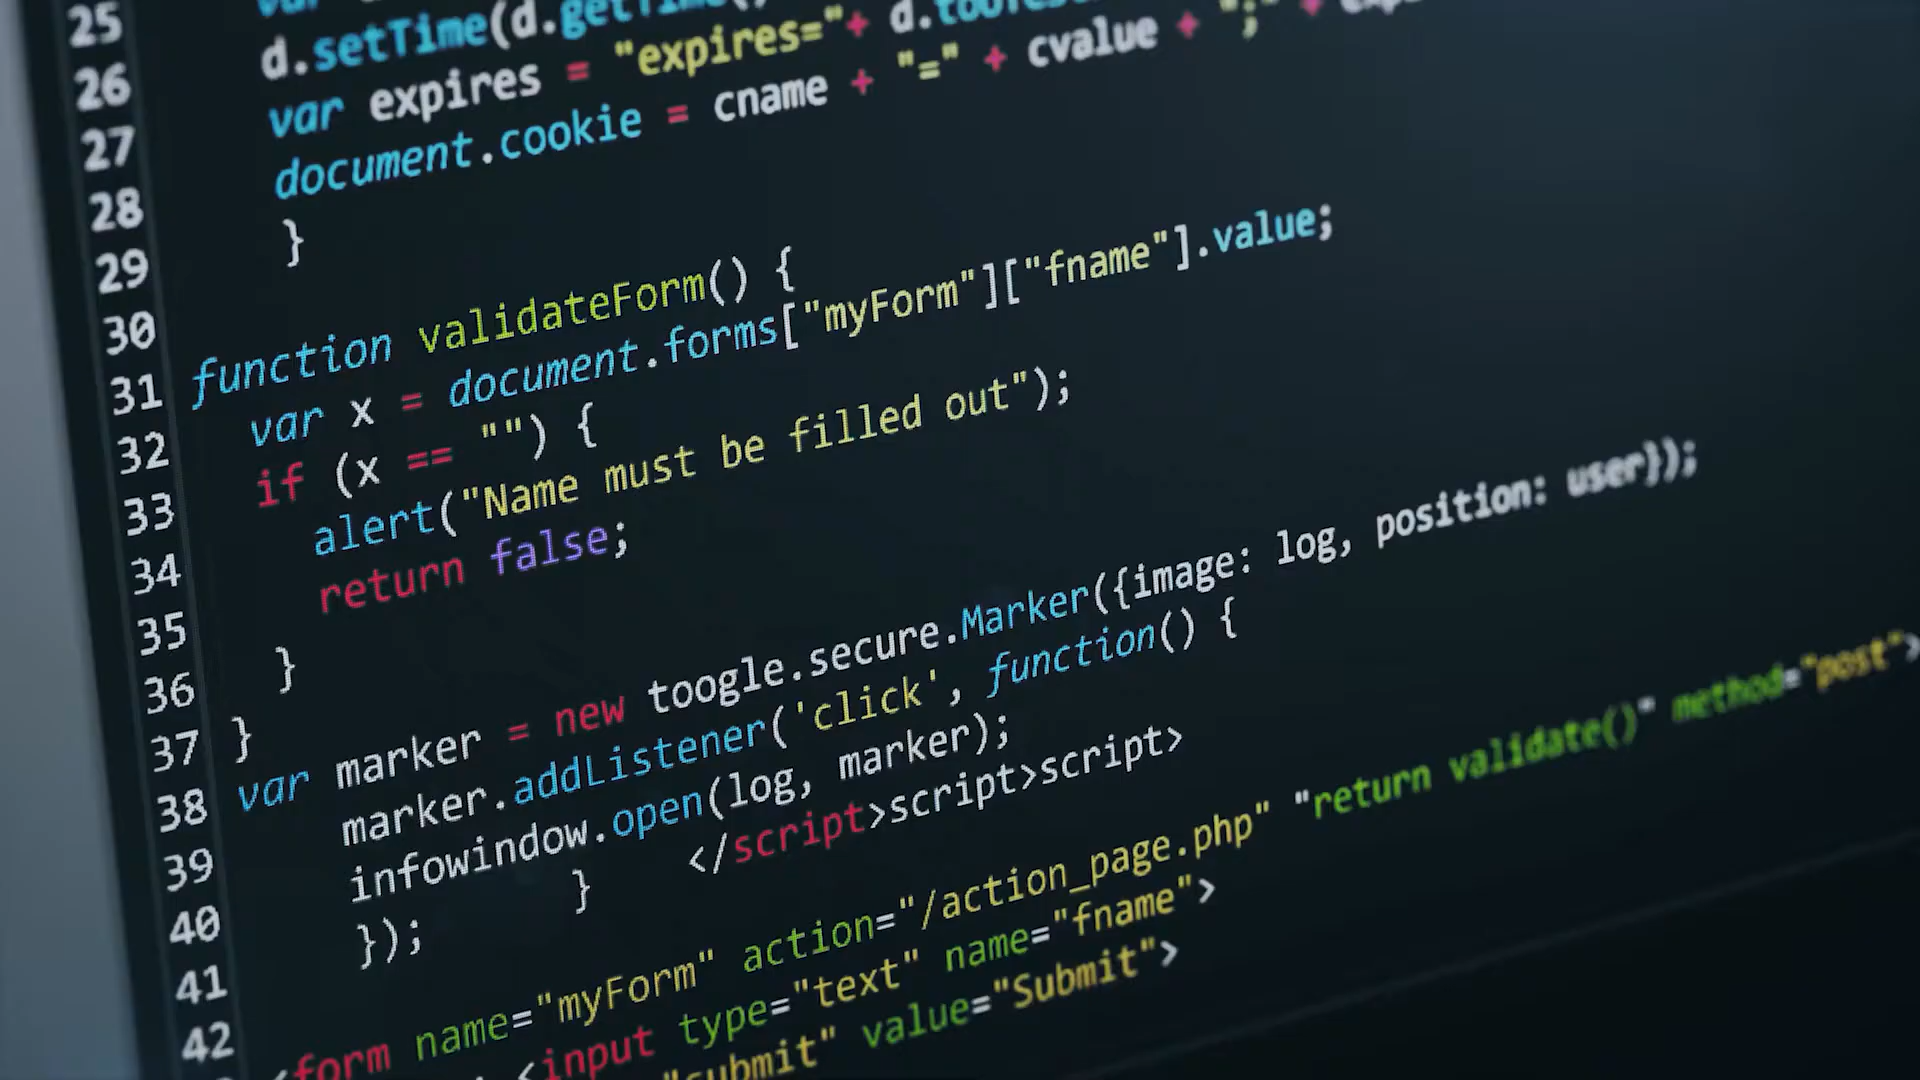 25
26
27
28
29
30
31
32
33
34
35
36
37
38
39
40
41
42
var
d.setTime(d.getTime()
var expires = "expires="+
document.cookie = cname + "=" + cvalue + ";" +
}
function validateForm() {
var x = document.forms["myForm"]["fname"].value;
if (x == "") {
alert("Name must be filled out");
return false;
}
}
var marker = new toogle.secure.Marker({image: log, position: user});
marker.addListener('click', function() {
infowindow.open(log, marker);
} </script>script>script>
});
<form name="myForm" action="/action_page.php" "return validate()" method="post">
<input type="text" name="fname">
"submit" value="Submit">